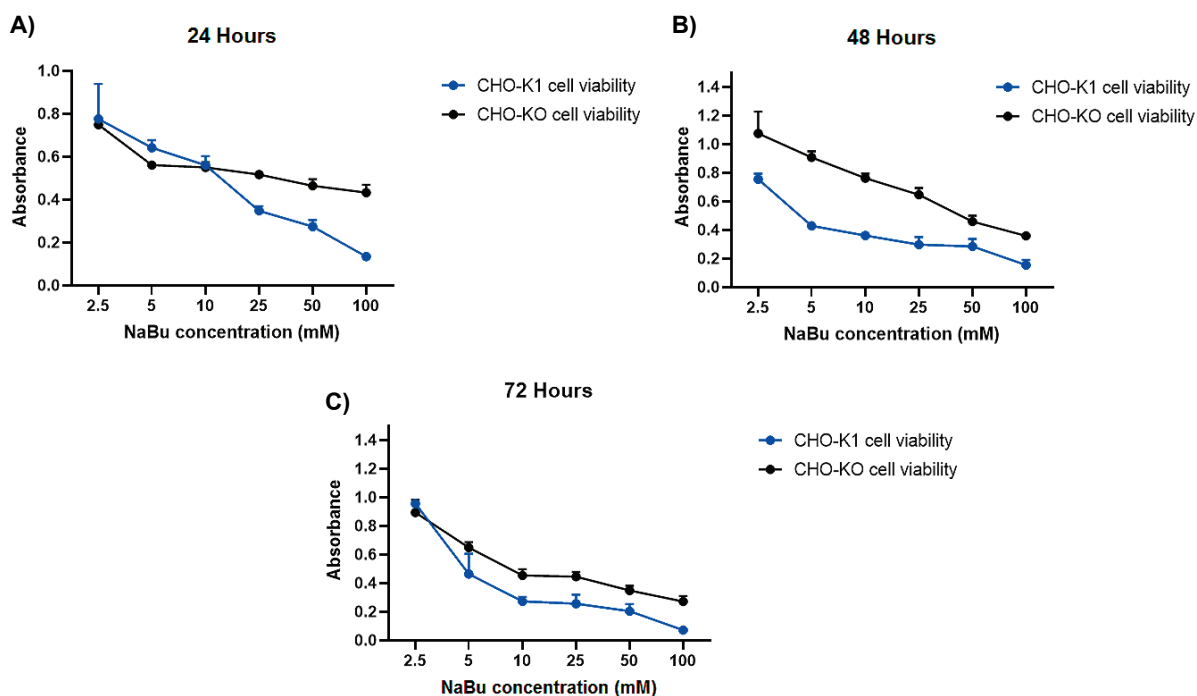 A)
24 Hours
1.0
0.8
0.6
0.4
0.2
0.0
Absorbance
2.5 5 10 25 50 100
NaBu concentration (mM)
CHO-K1 cell viability
CHO-KO cell viability
B)
48 Hours
1.4
1.2
1.0
0.8
0.6
0.4
0.2
0.0
Absorbance
2.5 5 10 25 50 100
NaBu concentration (mM)
CHO-K1 cell viability
CHO-KO cell viability
C)
72 Hours
1.4
1.2
1.0
0.8
0.6
0.4
0.2
0.0
Absorbance
2.5 5 10 25 50 100
NaBu concentration (mM)
CHO-K1 cell viability
CHO-KO cell viability